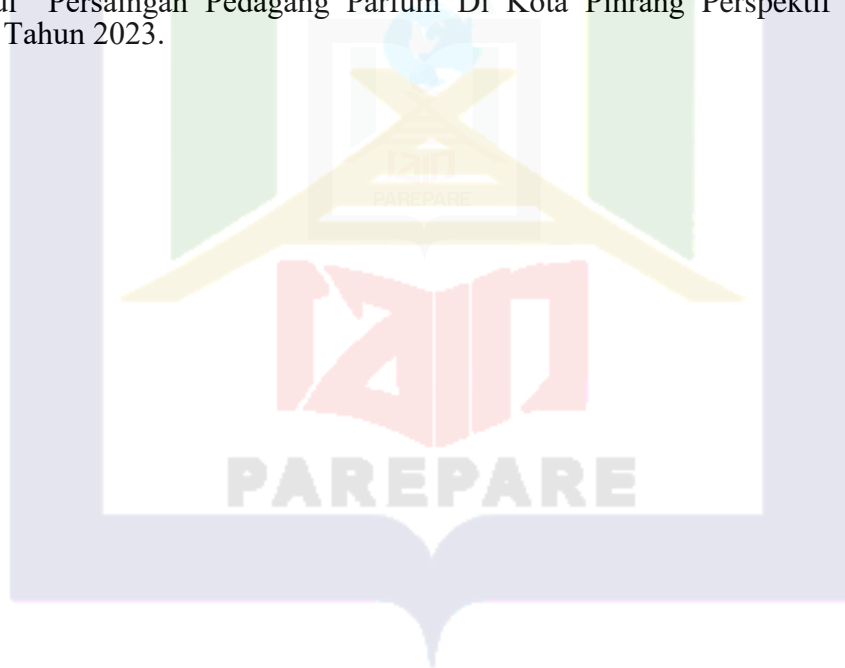 Persaingan Pedagang Parfum Di Kota Pinrang Perspektif
Tahun 2023.
PAREPARE
PAREPARE